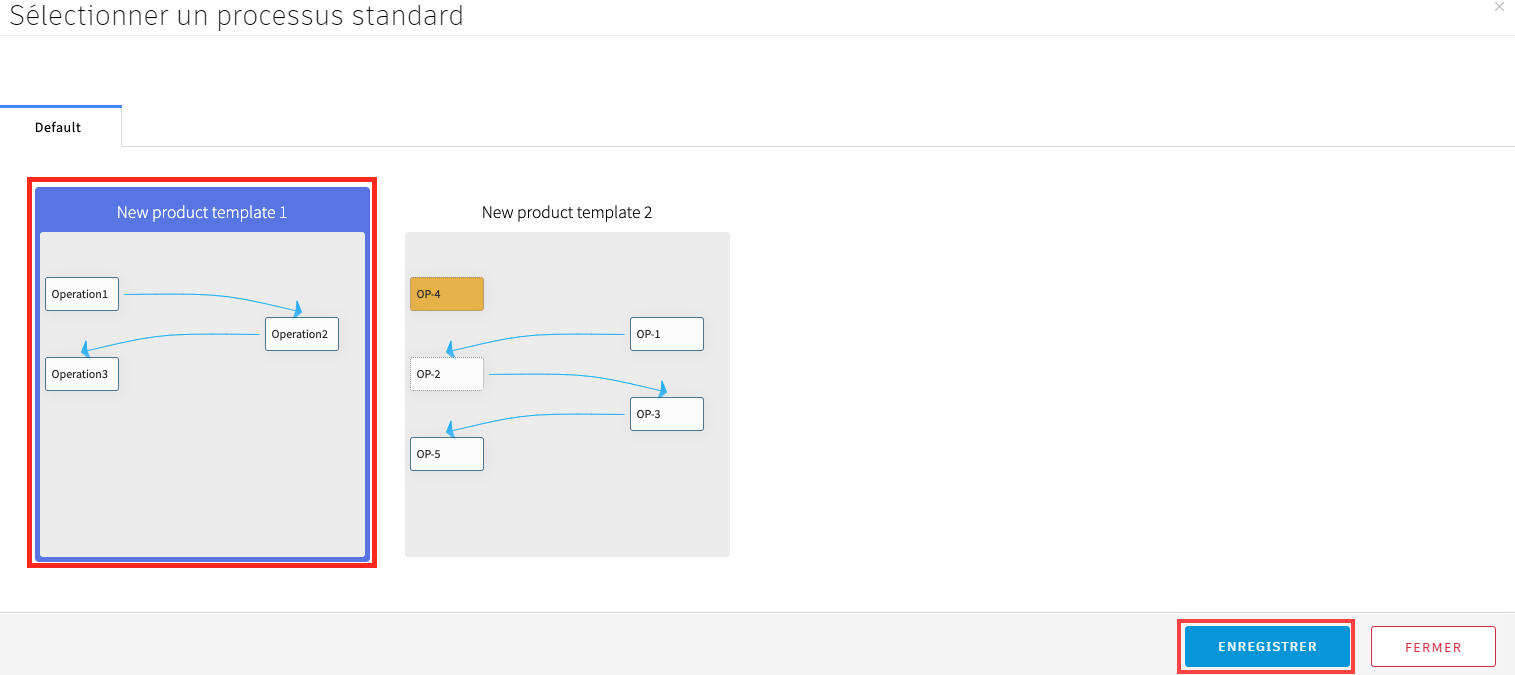 Sélectionner un processus standard
×
Default
New product template 1
Operation1
Operation2
Operation3
New product template 2
OP-4
OP-1
OP-2
OP-3
OP-5
ENREGISTRER
FERMER